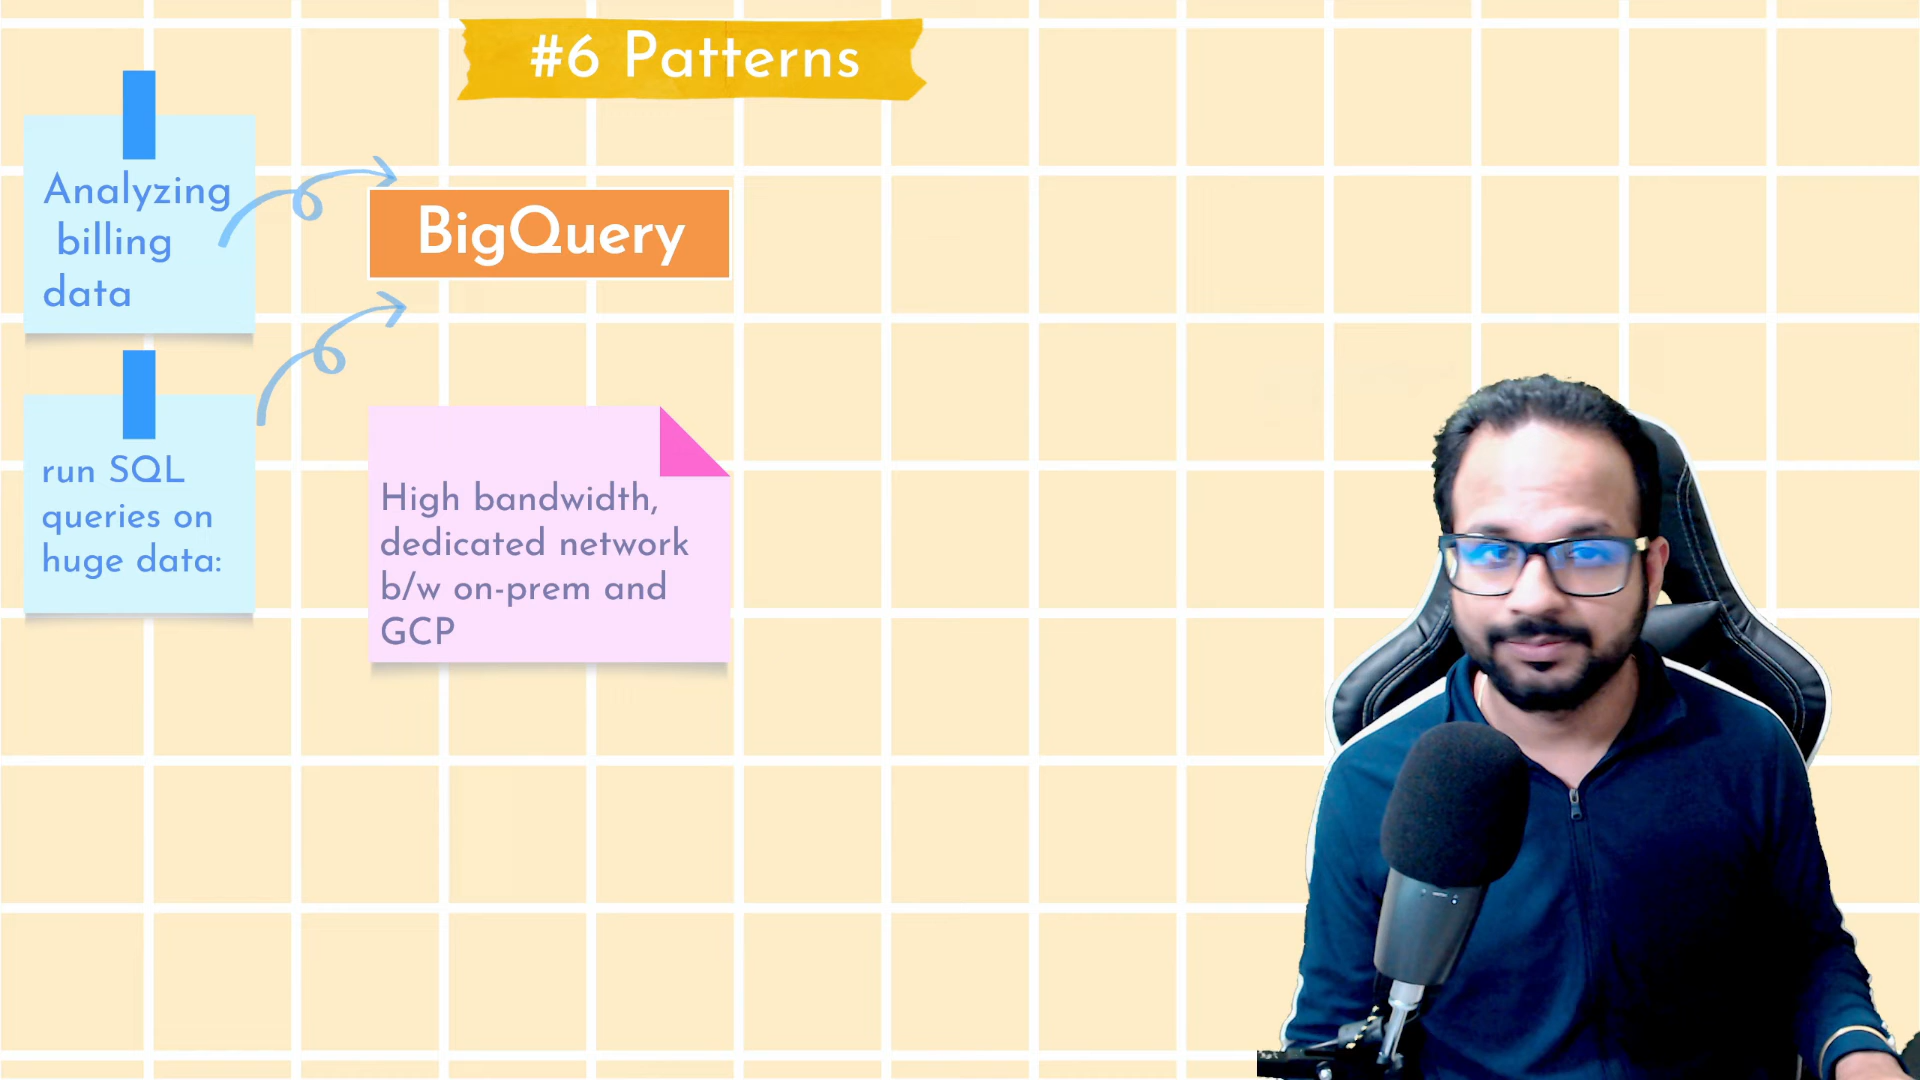 #6 Patterns
Analyzing
billing
data
BigQuery
run SQL
queries on
huge data:
High bandwidth,
dedicated network
b/w on-prem and
GCP